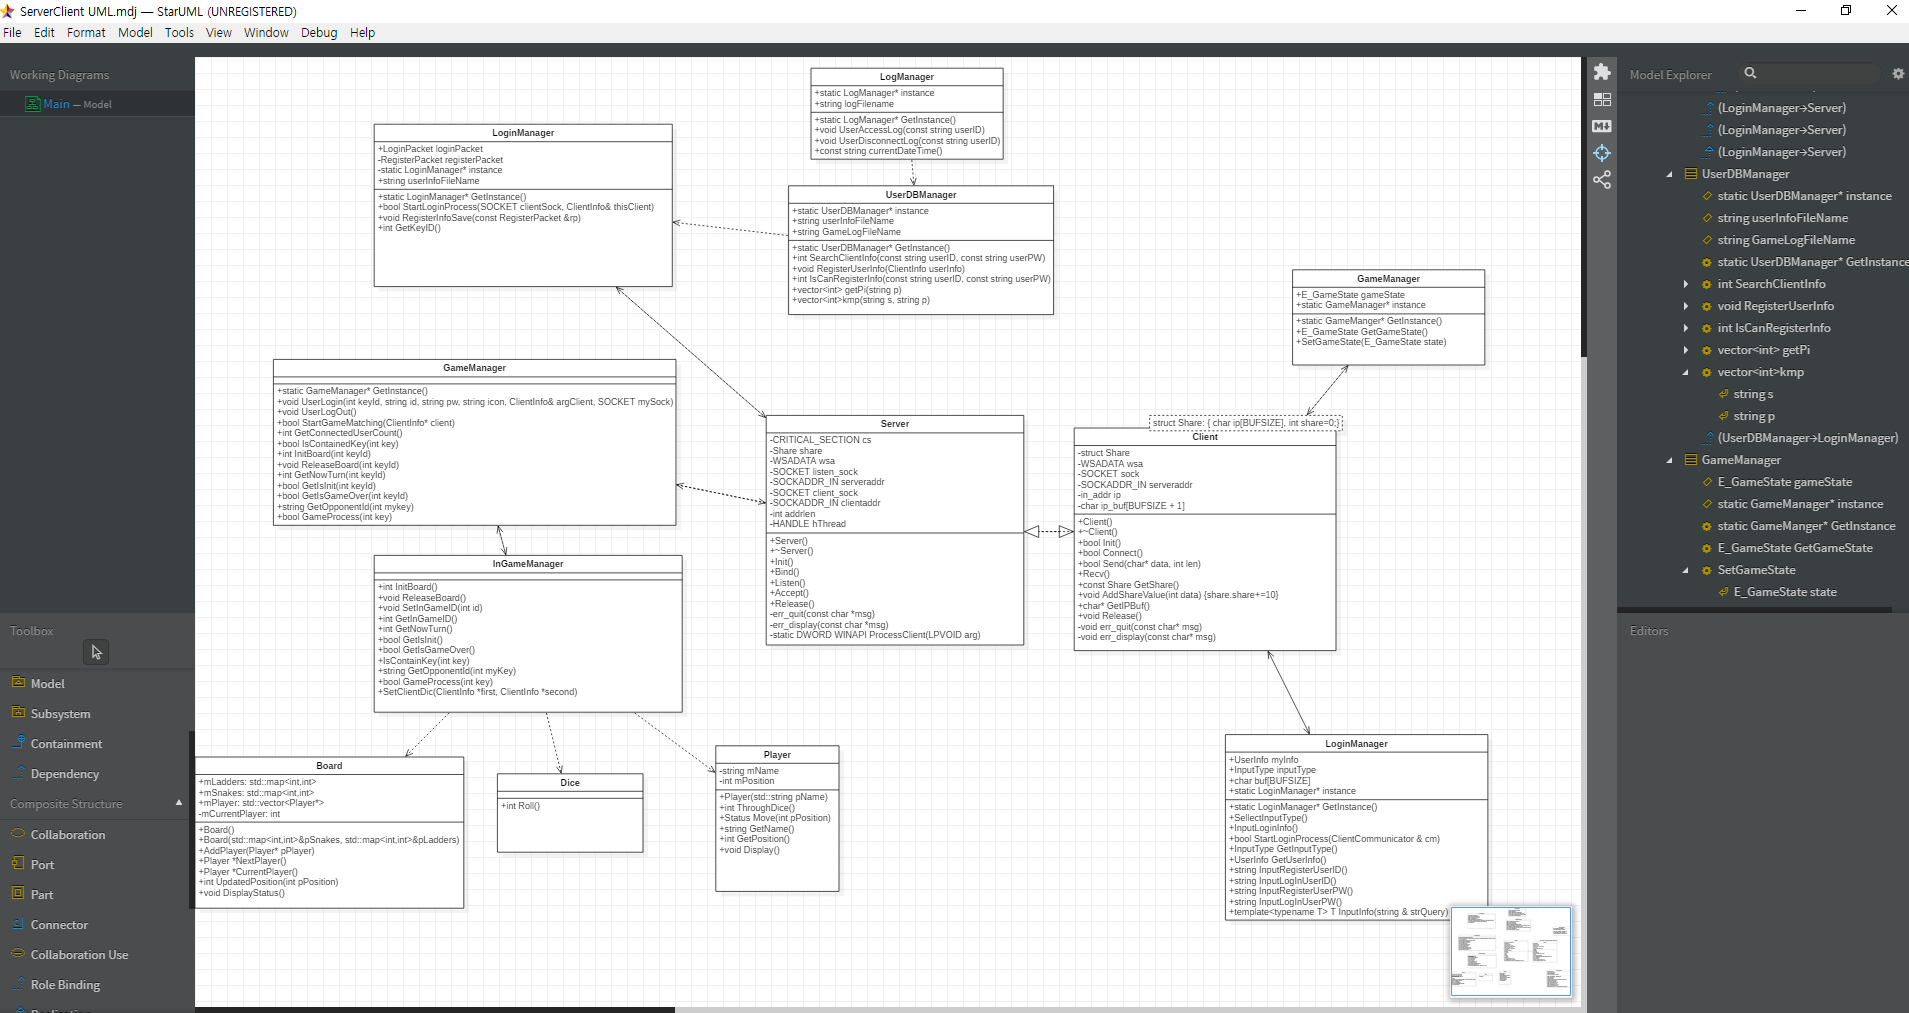 ServerClient UML.mdj — StarUML (UNREGISTERED)
File Edit Format Model Tools View Window Debug Help
Working Diagrams
Main — Model
Toolbox
Model
Subsystem
Containment
Dependency
Composite Structure
Collaboration
Port
Part
Connector
Collaboration Use
Role Binding
LogManager
+static LogManager* instance
+string logFilename
+static LogManager* GetInstance()
+void UserAccessLog(const string userID)
+void UserDisconnectLog(const string userID)
+const string currentDateTime()
LoginManager
+LoginPacket loginPacket
-RegisterPacket registerPacket
-static LoginManager* instance
+string userInfoFileName
+static LoginManager* GetInstance()
+bool StartLoginProcess(SOCKET clientSock, ClientInfo& thisClient)
+void RegisterInfoSave(const RegisterPacket &rp)
+int GetKeyID()
UserDBManager
+static UserDBManager* instance
+string userInfoFileName
+string GameLogFileName
+static UserDBManager* GetInstance()
+int SearchClientInfo(const string userID, const string userPW)
+void RegisterUserInfo(ClientInfo userInfo)
+int IsCanRegisterInfo(const string userID, const string userPW)
+vector<int> getPi(string p)
+vector<int>kmp(string s, string p)
GameManager
+E_GameState gameState
+static GameManager* instance
+static GameManger* GetInstance()
+E_GameState GetGameState()
+SetGameState(E_GameState state)
GameManager
+static GameManager* GetInstance()
+void UserLogin(int keyId, string id, string pw, string icon, ClientInfo& argClient, SOCKET mySock)
+void UserLogOut()
+bool StartGameMatching(ClientInfo* client)
+int GetConnectedUserCount()
+bool IsContainedKey(int key)
+int InitBoard(int keyId)
+void ReleaseBoard(int keyId)
+int GetNowTurn(int keyId)
+bool GetIsInit(int keyId)
+bool GetIsGameOver(int keyId)
+string GetOpponentId(int mykey)
+bool GameProcess(int key)
Server
-CRITICAL_SECTION cs
-Share share
-WSADATA wsa
-SOCKET listen_sock
-SOCKADDR_IN serveraddr
-SOCKET client_sock
-SOCKADDR_IN clientaddr
-int addrlen
-HANDLE hThread
+Server()
+~Server()
+Init()
+Bind()
+Listen()
+Accept()
+Release()
-err_quit(const char *msg)
-err_display(const char *msg)
-static DWORD WINAPI ProcessClient(LPVOID arg)
struct Share: { char ip[BUFSIZE], int share=0;}
Client
-struct Share
-WSADATA wsa
-SOCKET sock
-SOCKADDR_IN serveraddr
-in_addr ip
-char ip_buf[BUFSIZE + 1]
+Client()
+~Client()
+bool Init()
+bool Connect()
+bool Send(char* data, int len)
+Recv()
+const Share GetShare()
+void AddShareValue(int data) {share.share+=10}
+char* GetIPBuf()
+void Release()
-void err_quit(const char* msg)
-void err_display(const char* msg)
InGameManager
+int InitBoard()
+void ReleaseBoard()
+void SetInGameID(int id)
+int GetInGameID()
+int GetNowTurn()
+bool GetIsInit()
+bool GetIsGameOver()
+IsContainKey(int key)
+string GetOpponentId(int myKey)
+bool GameProcess(int key)
+SetClientDic(ClientInfo *first, ClientInfo *second)
Board
+mLadders: std::map<int,int>
+mSnakes: std::map<int,int>
+mPlayer: std::vector<Player*>
-mCurrentPlayer: int
+Board()
+Board(std::map<int,int>&pSnakes, std::map<int,int>&pLadders)
+AddPlayer(Player* pPlayer)
+Player *NextPlayer()
+Player *CurrentPlayer()
+int UpdatedPosition(int pPosition)
+void DisplayStatus()
Dice
+int Roll()
Player
-string mName
-int mPosition
+Player(std::string pName)
+int ThroughDice()
+Status Move(int pPosition)
+string GetName()
+int GetPosition()
+void Display()
LoginManager
+UserInfo myInfo
+InputType inputType
+char buf[BUFSIZE]
+static LoginManager* instance
+static LoginManager* GetInstance()
+SellectInputType()
+InputLoginInfo()
+bool StartLoginProcess(ClientCommunicator & cm)
+InputType GetInputType()
+UserInfo GetUserInfo()
+string InputRegisterUserID()
+string InputLogInUserID()
+string InputRegisterUserPW()
+string InputLogInUserPW()
+template<typename T> T InputInfo(string & strQuery)
Model Explorer
(LoginManager→Server)
(LoginManager→Server)
(LoginManager→Server)
UserDBManager
static UserDBManager* instance
string userInfoFileName
string GameLogFileName
static UserDBManager* GetInstance
int SearchClientInfo
void RegisterUserInfo
int IsCanRegisterInfo
vector<int> getPi
vector<int>kmp
string s
string p
(UserDBManager→LoginManager)
GameManager
E_GameState gameState
static GameManager* instance
static GameManger* GetInstance
E_GameState GetGameState
SetGameState
E_GameState state
Editors